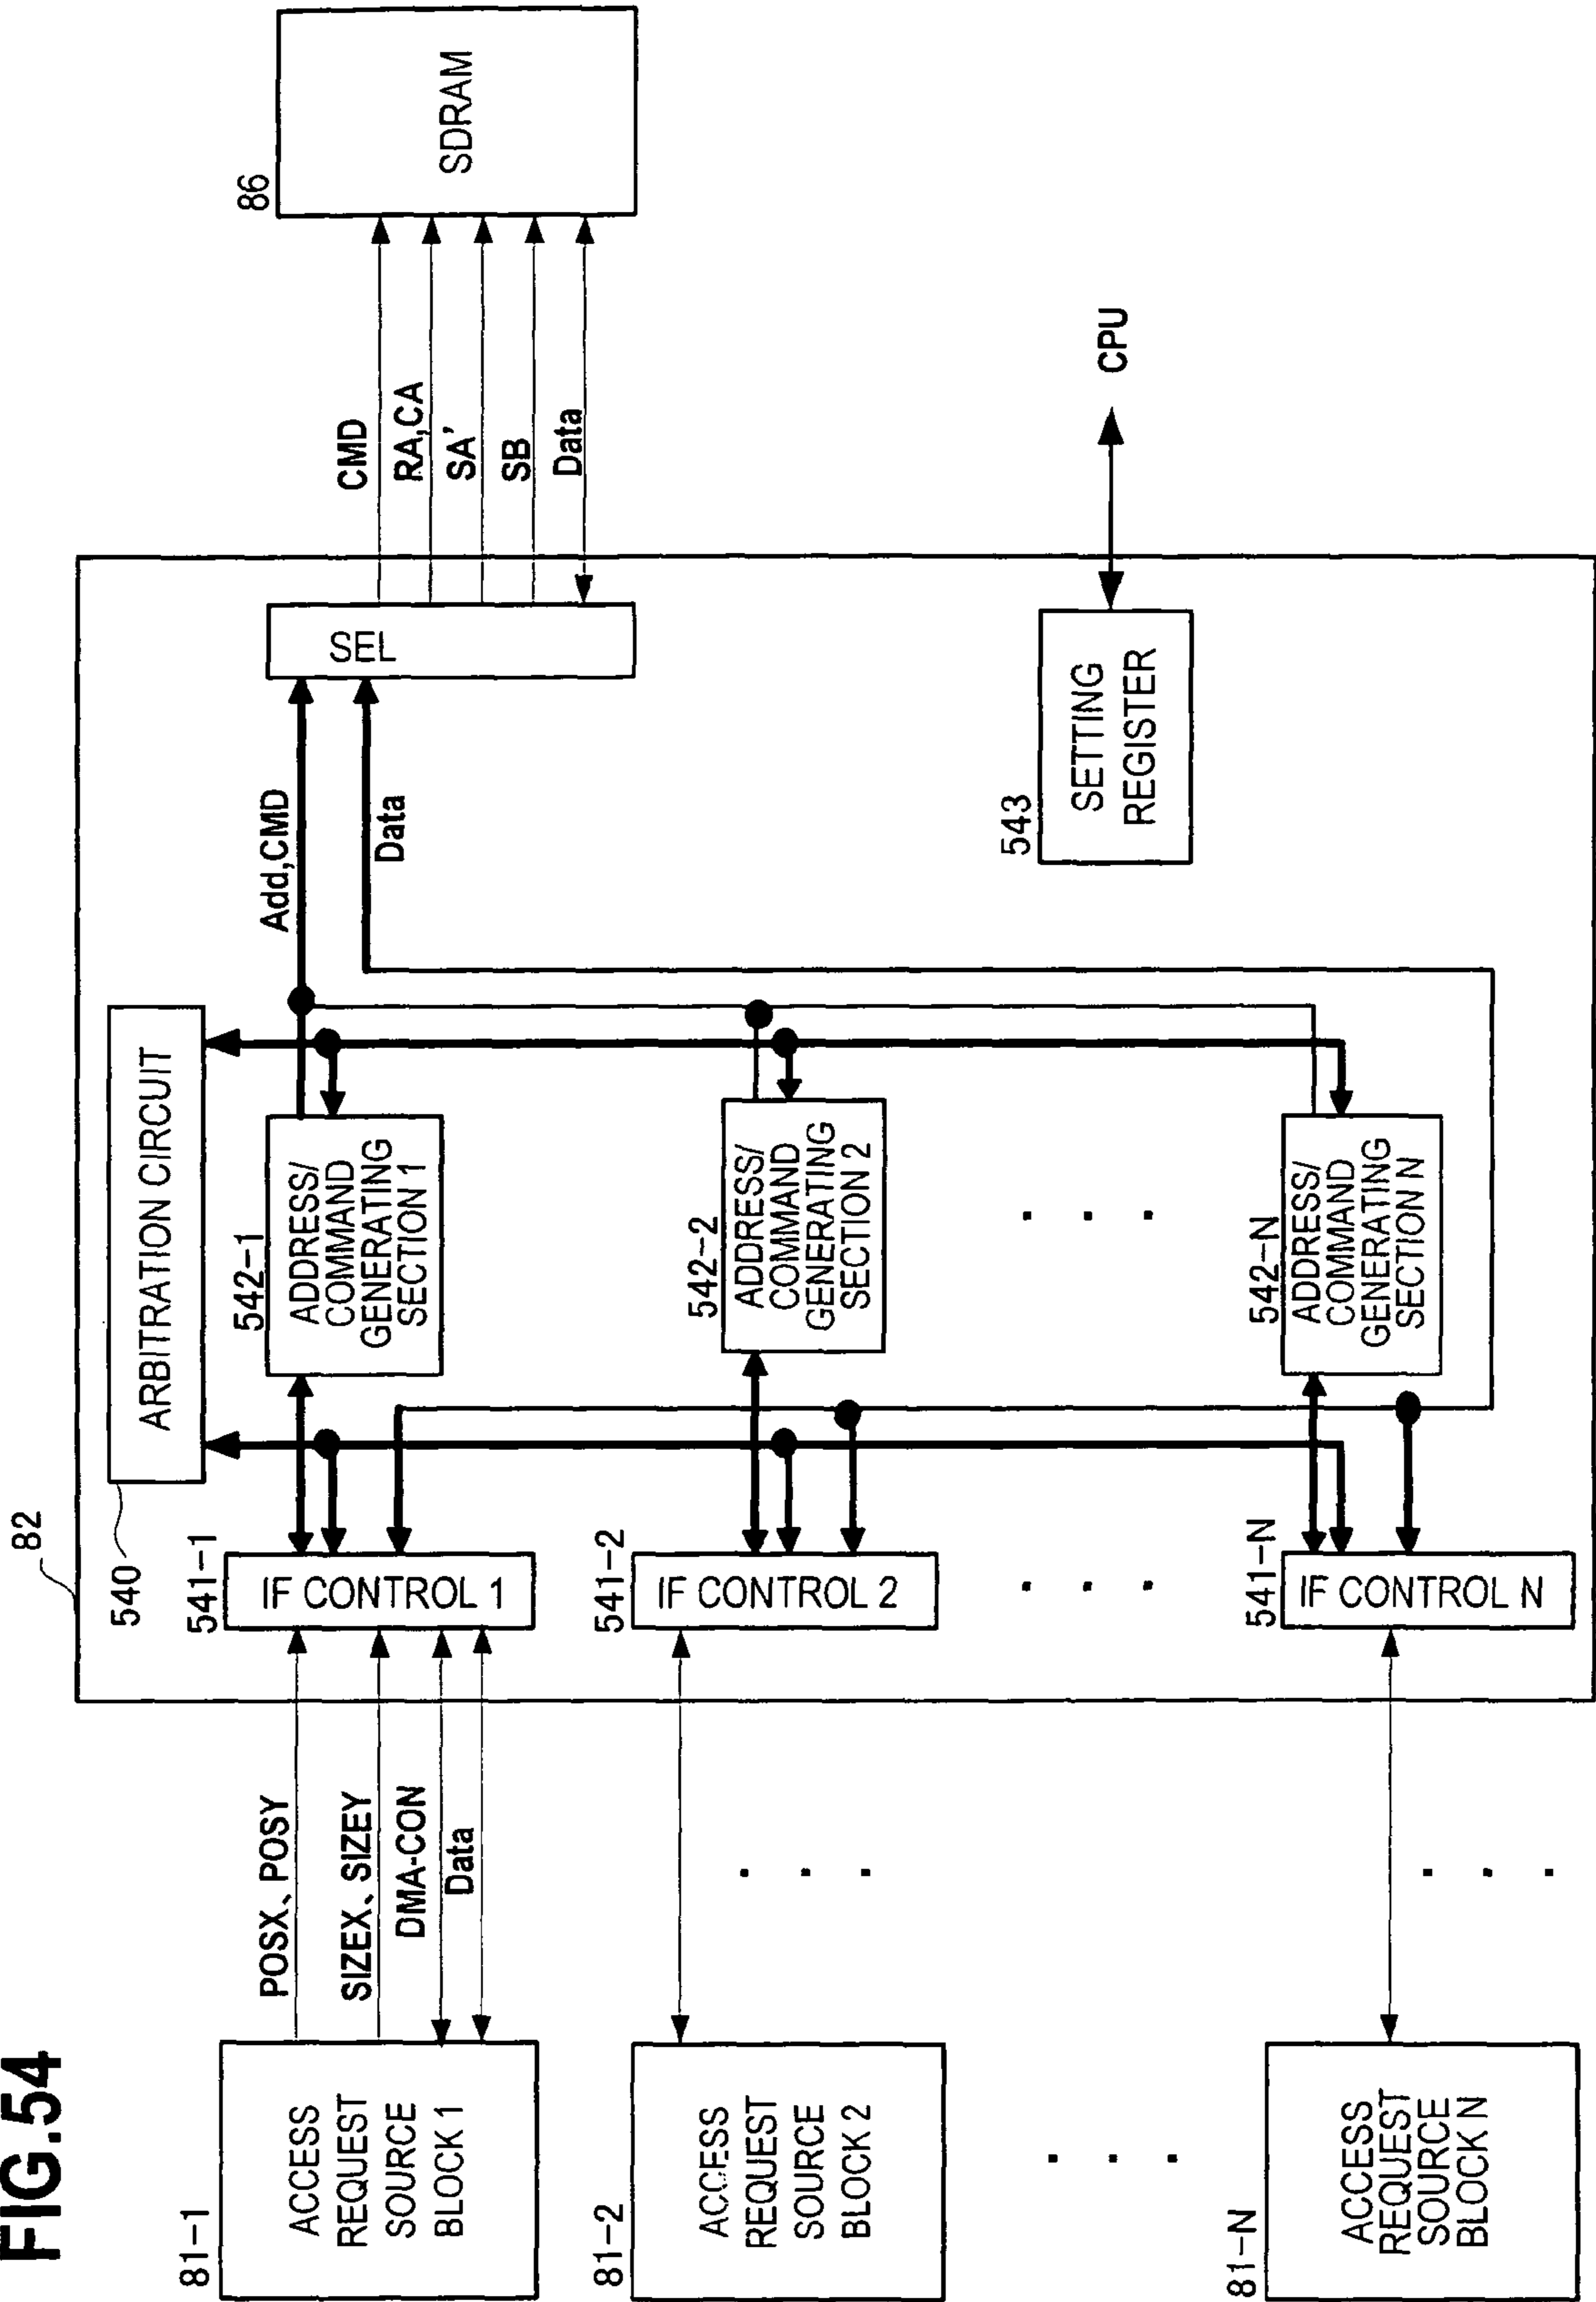 FIG.54
82
540
ARBITRATION CIRCUIT
81-1
ACCESS
REQUEST
SOURCE
BLOCK 1
POSX、POSY
SIZEX、SIZEY
DMA-CON
Data
541-1
IF CONTROL 1
542-1
ADDRESS/
COMMAND
GENERATING
SECTION 1
Add,CMD
Data
SEL
CMD
RA,CA
SA'
SB
Data
86
SDRAM
81-2
ACCESS
REQUEST
SOURCE
BLOCK 2
. . .
541-2
IF CONTROL 2
542-2
ADDRESS/
COMMAND
GENERATING
SECTION 2
. . .
. . .
. . .
81-N
ACCESS
REQUEST
SOURCE
BLOCK N
. . .
541-N
IF CONTROL N
542-N
ADDRESS/
COMMAND
GENERATING
SECTION N
543
SETTING
REGISTER
CPU